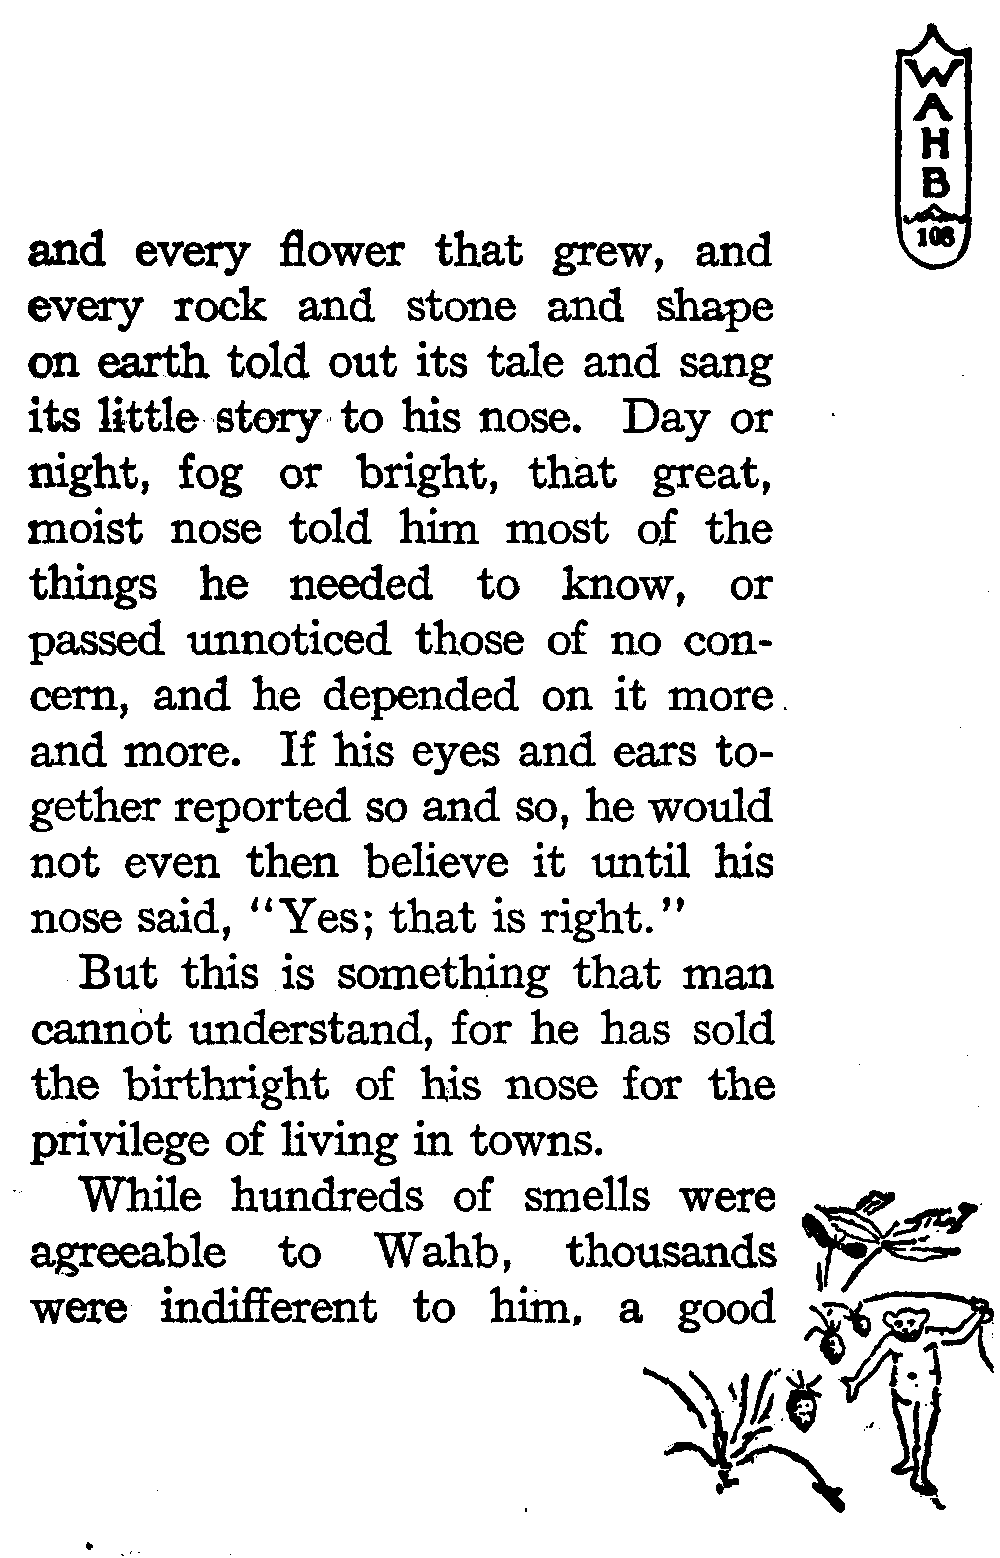 W
A
H
B
108
and every flower that grew, and
every rock and stone and shape
on earth told out its tale and sang
its little story to his nose. Day or
night, fog or bright, that great,
moist nose told him most of the
things he needed to know, or
passed unnoticed those of no con-
cern, and he depended on it more
and more. If his eyes and ears to-
gether reported so and so, he would
not even then believe it until his
nose said, "Yes; that is right."
But this is something that man
cannot understand, for he has sold
the birthright of his nose for the
privilege of living in towns.
While hundreds of smells were
agreeable to Wahb, thousands
were indifferent to him, a good